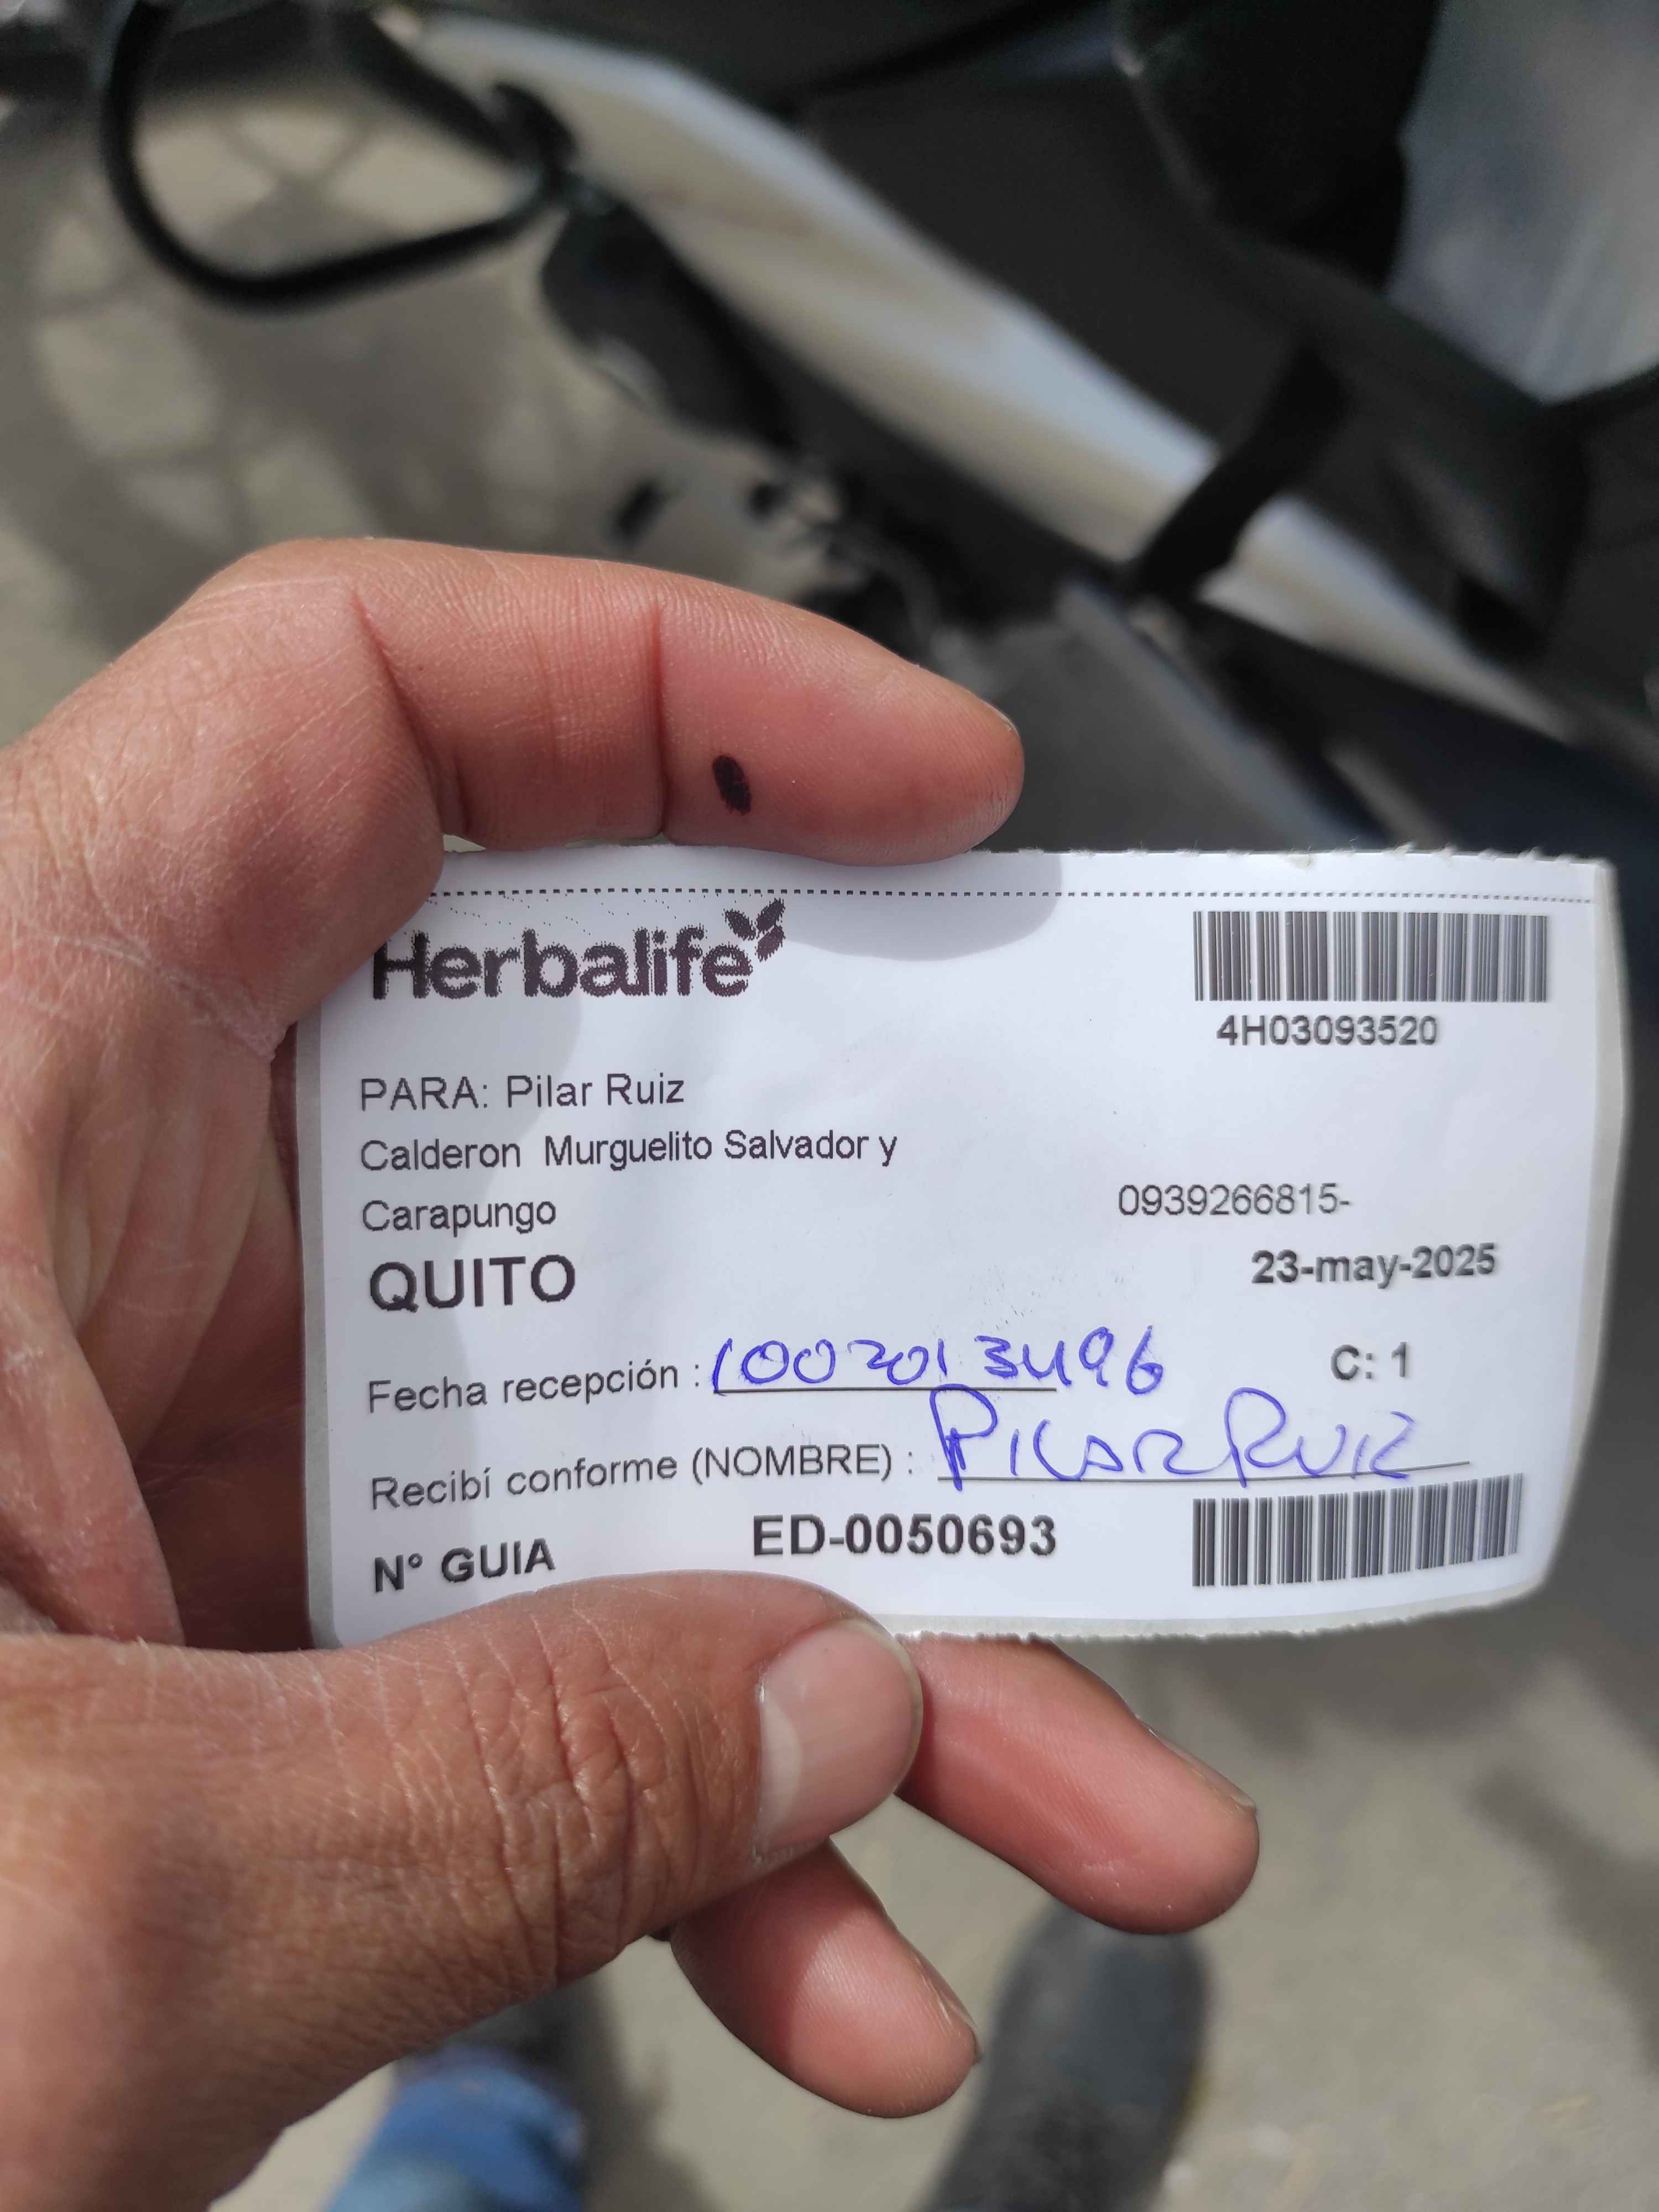 Herbalife
4H03093520
PARA: Pilar Ruiz
Calderon Murguelito Salvador y
Carapungo
0939266815-
QUITO
23-may-2025
Fecha recepción : 1002013496
C: 1
Recibí conforme (NOMBRE) : PILAR RUIZ
N° GUIA ED-0050693